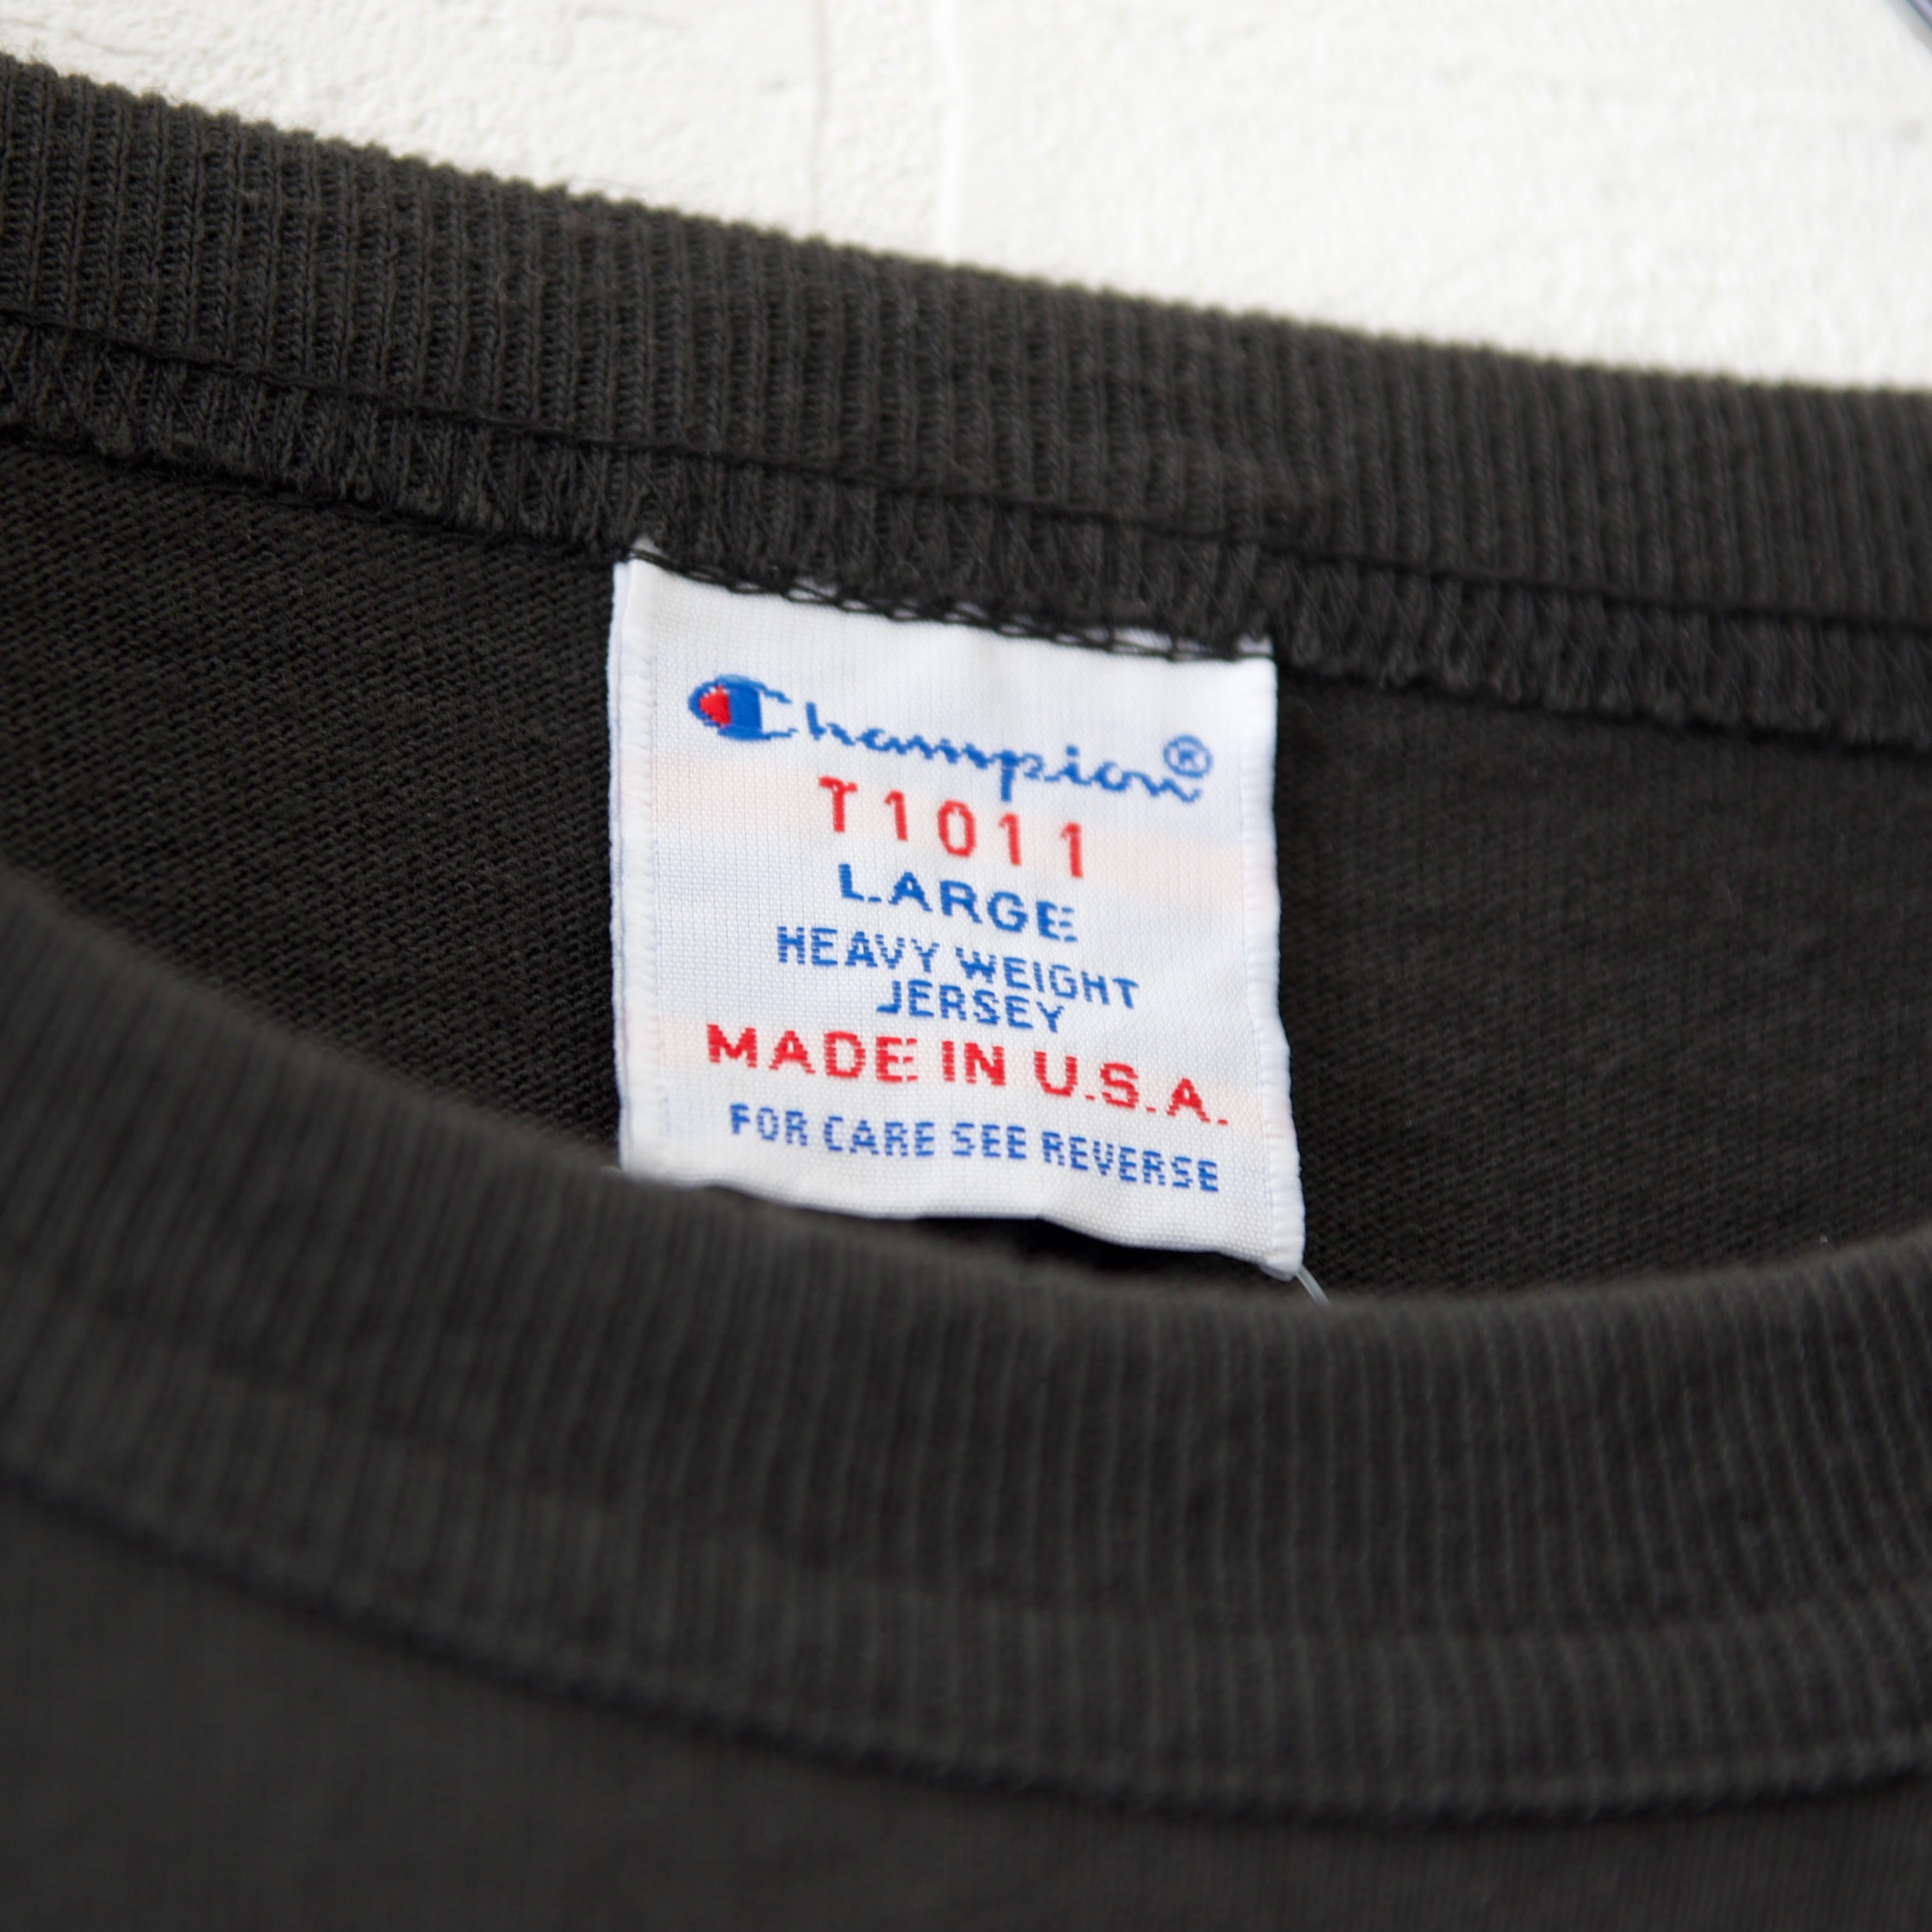 Champion®
T1011
LARGE
HEAVY WEIGHT
JERSEY
MADE IN U.S.A.
FOR CARE SEE REVERSE